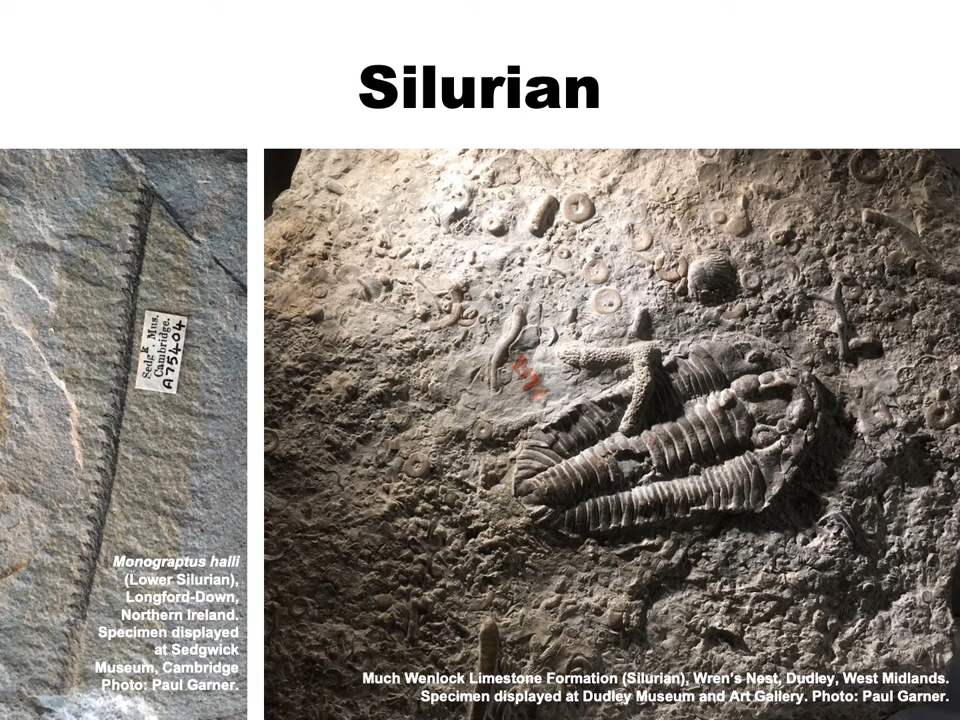 Silurian
Sedgk. Mus.
Cambridge.
A75404
Monograptus halli
(Lower Silurian),
Longford-Down,
Northern Ireland.
Specimen displayed
at Sedgwick
Museum, Cambridge
Photo: Paul Garner.
Much Wenlock Limestone Formation (Silurian), Wren's Nest, Dudley, West Midlands.
Specimen displayed at Dudley Museum and Art Gallery. Photo: Paul Garner.